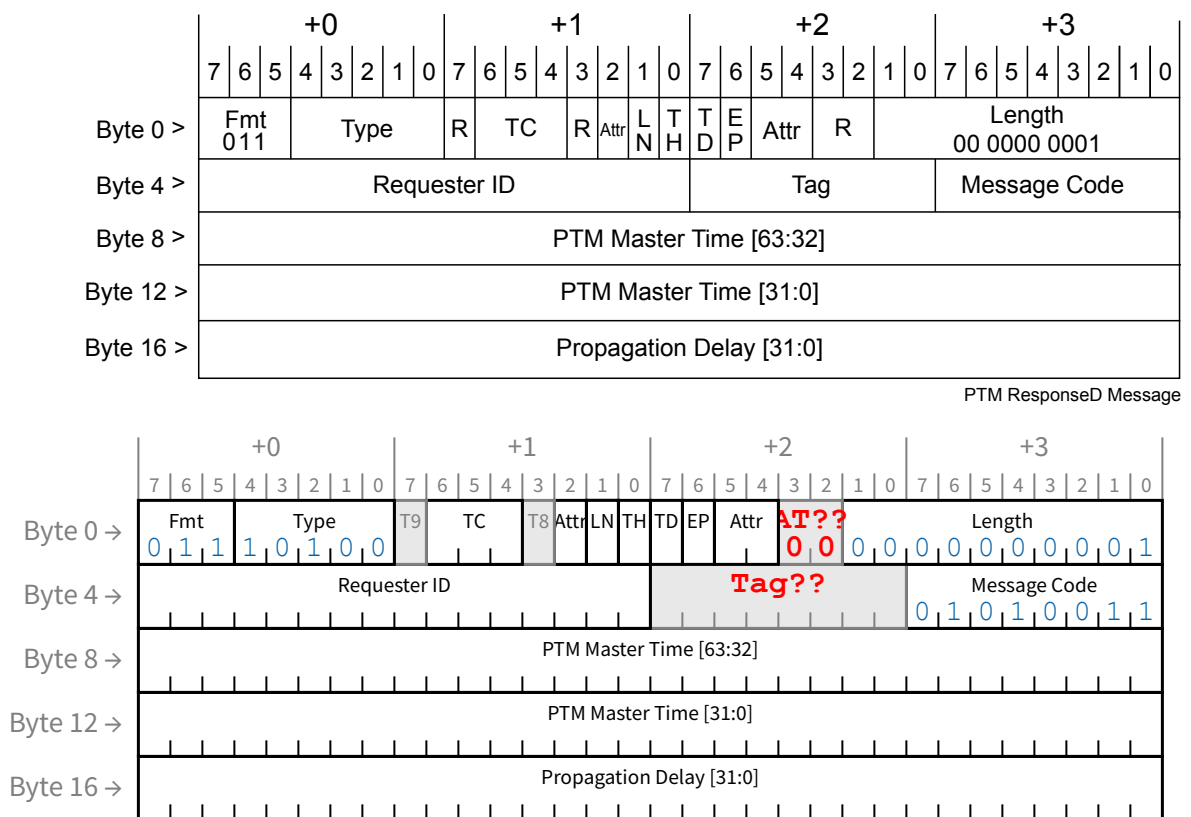 +0 +1 +2 +3
7 6 5 4 3 2 1 0 7 6 5 4 3 2 1 0 7 6 5 4 3 2 1 0 7 6 5 4 3 2 1 0
Byte 0 > Fmt 011 Type R TC R Attr LN TH TD EP Attr R Length 00 0000 0001
Byte 4 > Requester ID Tag Message Code
Byte 8 > PTM Master Time [63:32]
Byte 12 > PTM Master Time [31:0]
Byte 16 > Propagation Delay [31:0]
PTM ResponseD Message
+0 +1 +2 +3
7 6 5 4 3 2 1 0 7 6 5 4 3 2 1 0 7 6 5 4 3 2 1 0 7 6 5 4 3 2 1 0
Byte 0 → Fmt Type T9 TC T8 Attr LN TH TD EP Attr AT?? Length
0 1 1 1 0 1 0 0 0 0 0 0 0 0 0 0 0 0 0 1
Byte 4 → Requester ID Tag?? Message Code
0 1 0 1 0 0 1 1
Byte 8 → PTM Master Time [63:32]
Byte 12 → PTM Master Time [31:0]
Byte 16 → Propagation Delay [31:0]